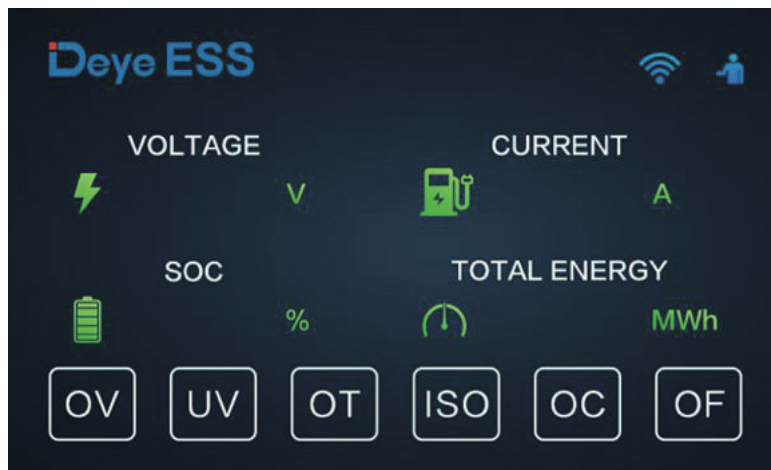 Deye ESS
VOLTAGE CURRENT
V A
SOC TOTAL ENERGY
% MWh
OV UV OT ISO OC OF